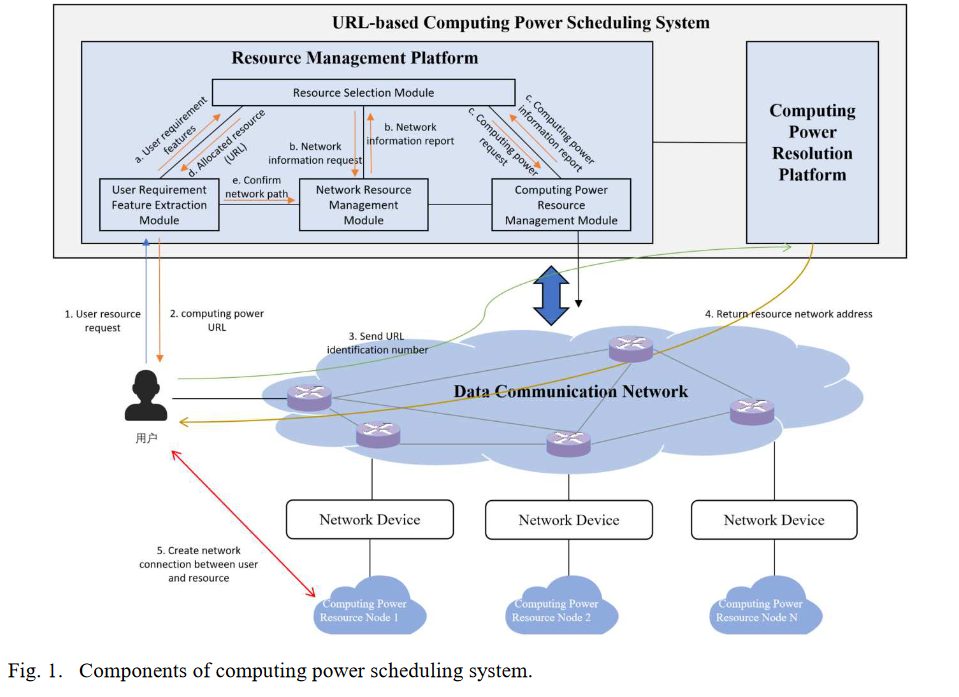 URL-based Computing Power Scheduling System
Resource Management Platform
Resource Selection Module
a. User requirement
features
d. Allocated resource
(URL)
b. Network
information request
b. Network
information report
c. Computing power
request
c. Computing power
information report
User Requirement
Feature Extraction
Module
e. Confirm
network path
Network Resource
Management
Module
Computing Power
Resource
Management Module
Computing
Power
Resolution
Platform
1. User resource
request
2. computing power
URL
3. Send URL
identification number
4. Return resource network address
Data Communication Network
用户
Network Device
Network Device
Network Device
5. Create network
connection between user
and resource
Computing Power
Resource Node 1
Computing Power
Resource Node 2
Computing Power
Resource Node N
Fig. 1. Components of computing power scheduling system.